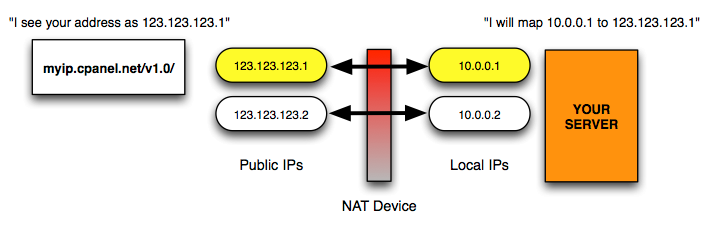 "I see your address as 123.123.123.1"
"I will map 10.0.0.1 to 123.123.123.1"
myip.cpanel.net/v1.0/
123.123.123.1
10.0.0.1
123.123.123.2
10.0.0.2
YOUR
SERVER
Public IPs
Local IPs
NAT Device